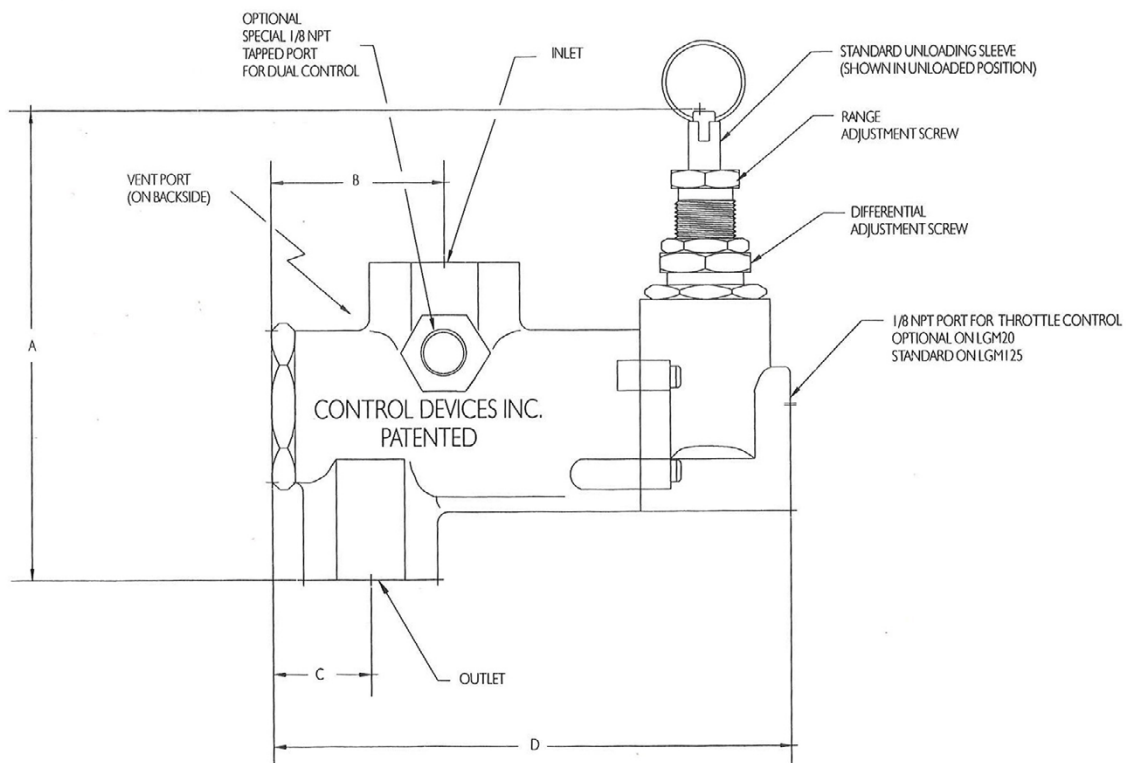 OPTIONAL
SPECIAL 1/8 NPT
TAPPED PORT
FOR DUAL CONTROL
INLET
STANDARD UNLOADING SLEEVE
(SHOWN IN UNLOADED POSITION)
RANGE
ADJUSTMENT SCREW
B
VENT PORT
(ON BACKSIDE)
DIFFERENTIAL
ADJUSTMENT SCREW
1/8 NPT PORT FOR THROTTLE CONTROL
OPTIONAL ON LGM20
STANDARD ON LGM125
A
CONTROL DEVICES INC.
PATENTED
C
OUTLET
D